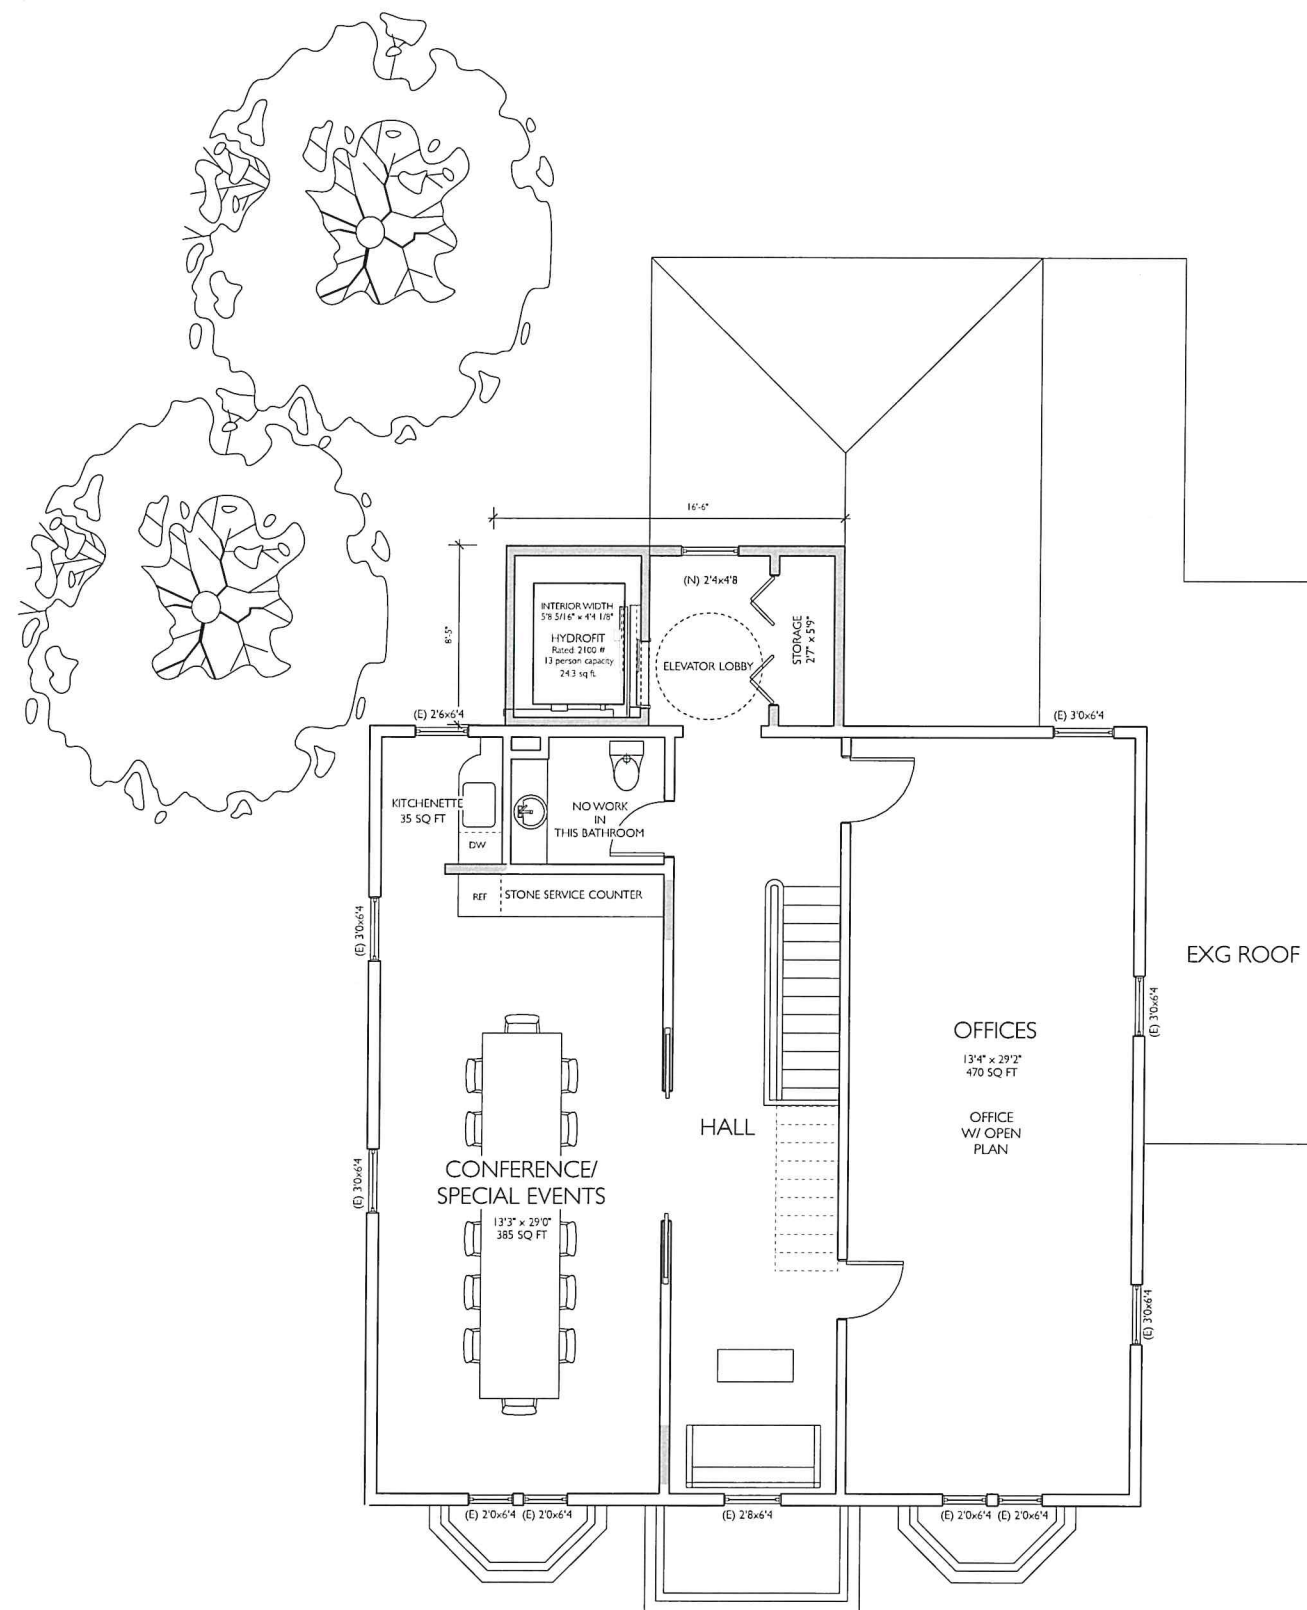 16'-6"
8'-5"
(N) 2'4x4'8
INTERIOR WIDTH
5'8 5/16" x 4'4 1/8"
HYDROFIT
Rated: 2100 #
13 person capacity
24.3 sq ft.
ELEVATOR LOBBY
STORAGE
2'7" x 5'9"
(E) 2'6x6'4
(E) 3'0x6'4
KITCHENETTE
35 SQ FT
DW
NO WORK
IN
THIS BATHROOM
REF
STONE SERVICE COUNTER
(E) 3'0x6'4
EXG ROOF
(E) 3'0x6'4
OFFICES
13'4" x 29'2"
470 SQ FT
OFFICE
W/ OPEN
PLAN
HALL
CONFERENCE/
SPECIAL EVENTS
13'3" x 29'0"
385 SQ FT
(E) 3'0x6'4
(E) 3'0x6'4
(E) 2'0x6'4 (E) 2'0x6'4
(E) 2'8x6'4
(E) 2'0x6'4 (E) 2'0x6'4